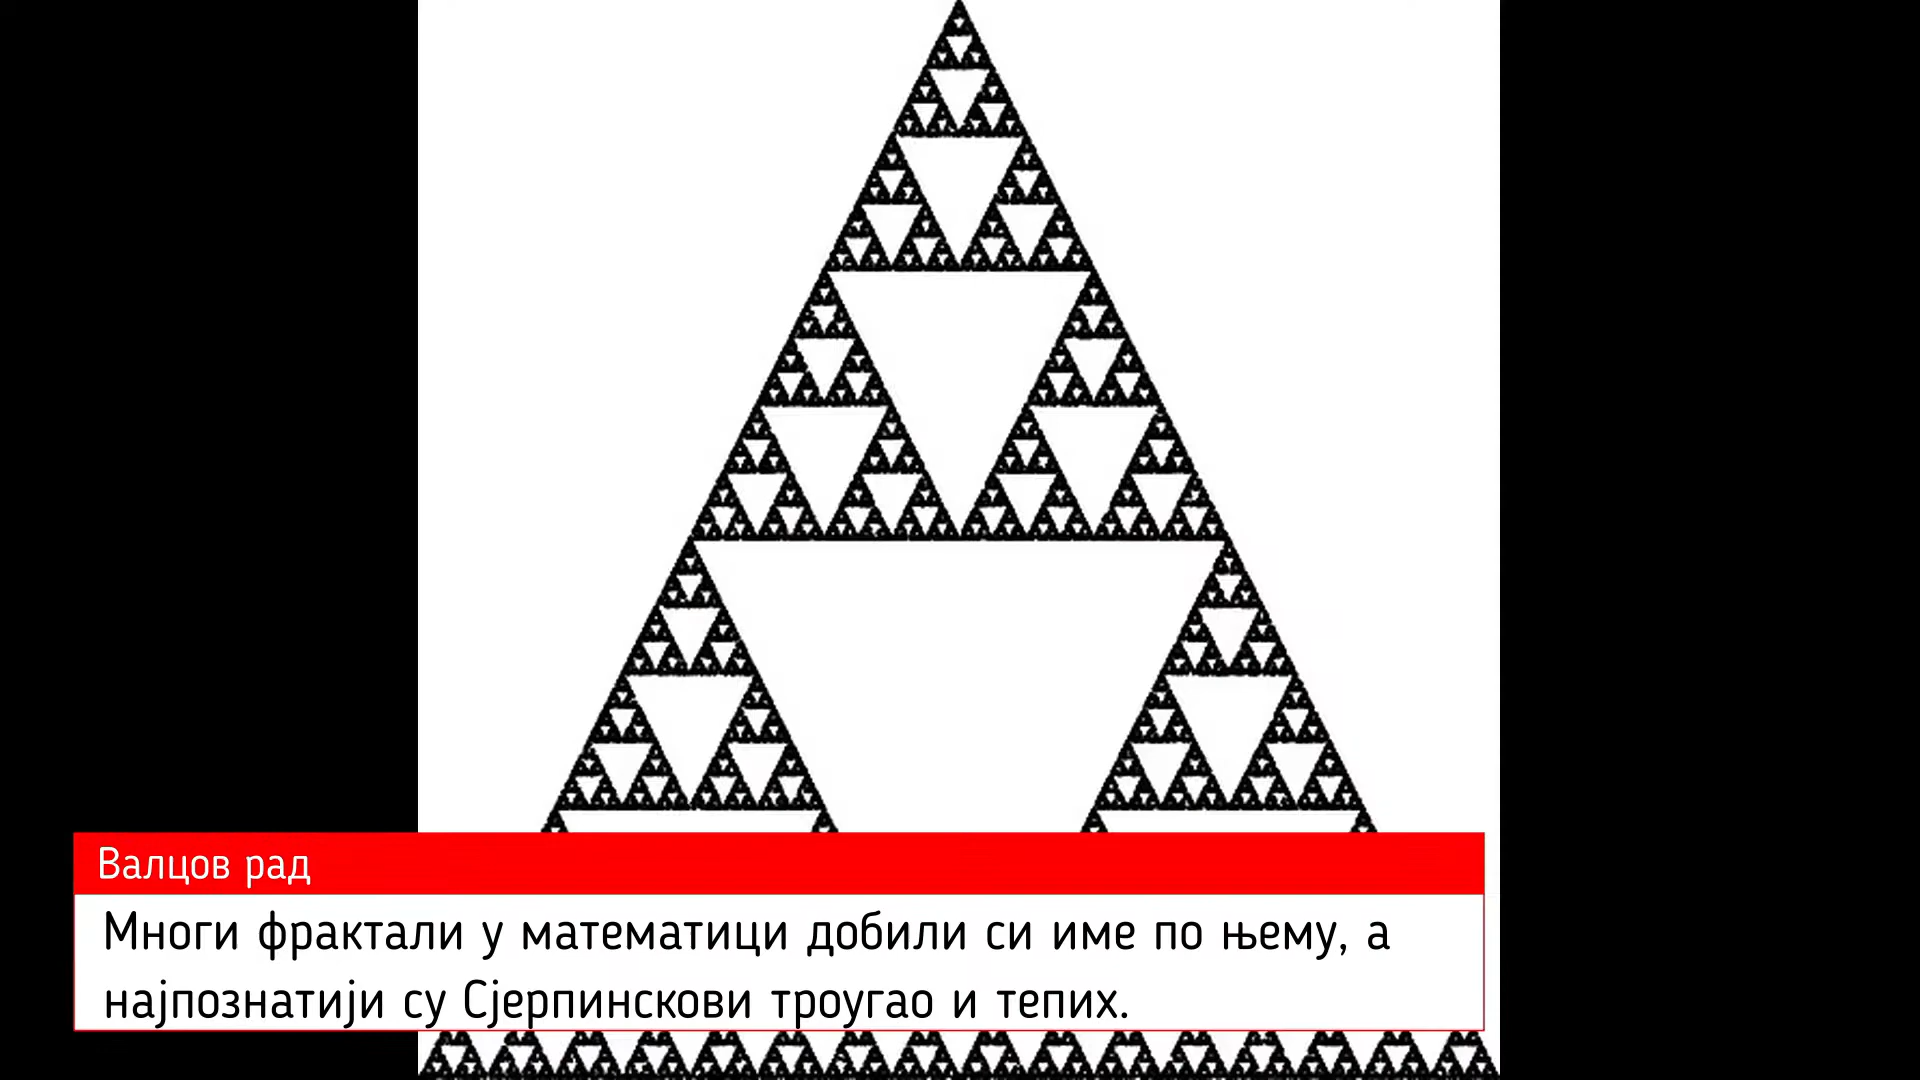 Валцов рад
Многи фрактали у математици добили си име по њему, а
најпознатији су Сјерпинскови троугао и тепих.